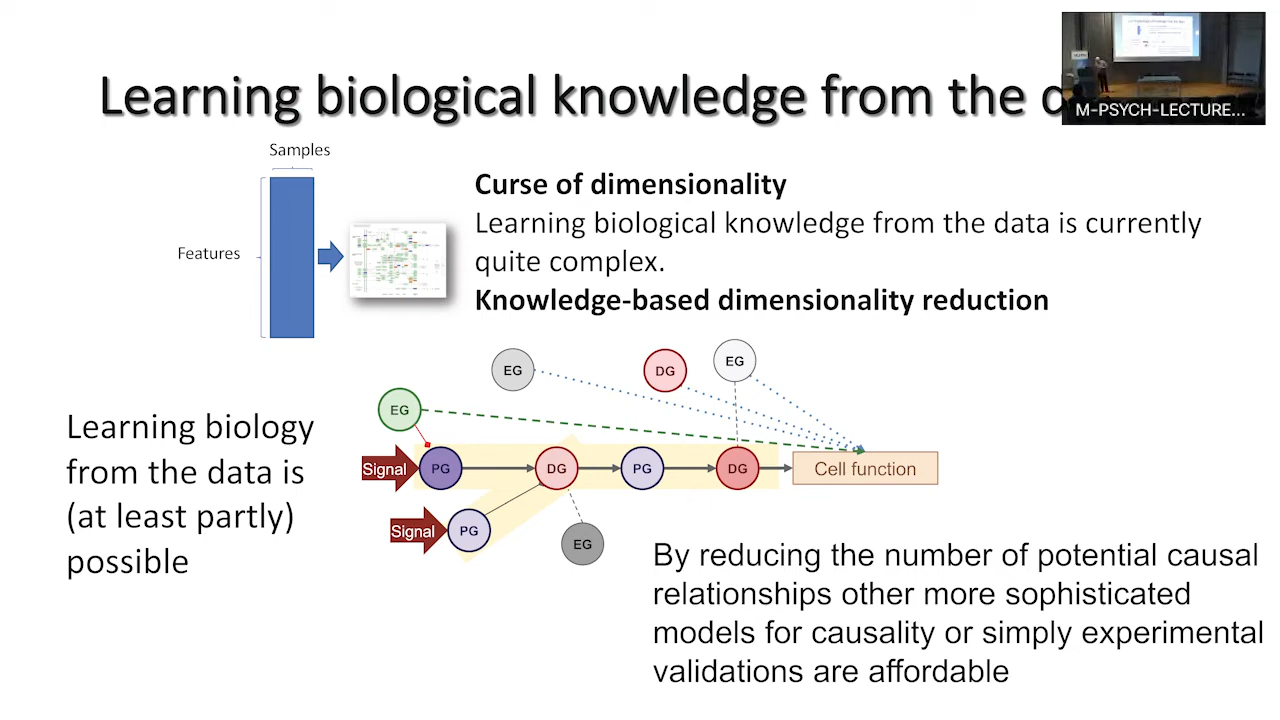 Learning biological knowledge from the
M-PSYCH-LECTURE...
Samples
Features
Curse of dimensionality
Learning biological knowledge from the data is currently
quite complex.
Knowledge-based dimensionality reduction
EG
DG
EG
EG
Learning biology
from the data is
(at least partly)
possible
Signal
PG
DG
PG
DG
Cell function
Signal
PG
EG
By reducing the number of potential causal
relationships other more sophisticated
models for causality or simply experimental
validations are affordable